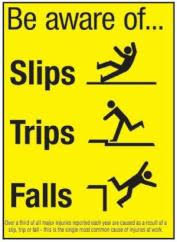 Be aware of...
Slips
Trips
Falls
Over a third of all major injuries reported each year are caused as a result of a
slip, trip or fall - this is the single most common cause of injuries at work.